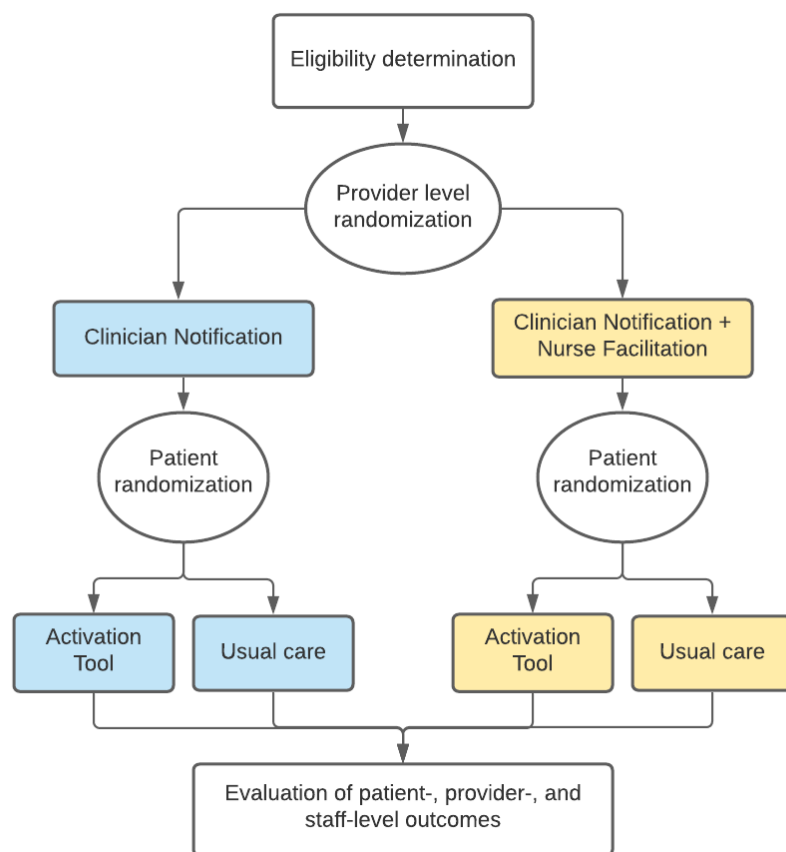 Eligibility determination
Provider level
randomization
Clinician Notification
Clinician Notification +
Nurse Facilitation
Patient
randomization
Patient
randomization
Activation
Tool
Usual care
Activation
Tool
Usual care
Evaluation of patient-, provider-, and
staff-level outcomes